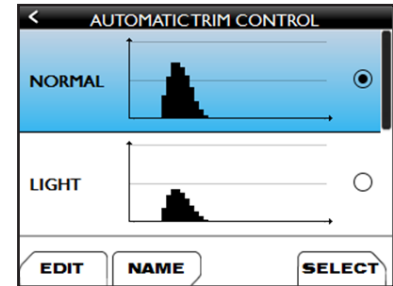 < AUTOMATIC TRIM CONTROL
NORMAL
LIGHT
EDIT NAME SELECT